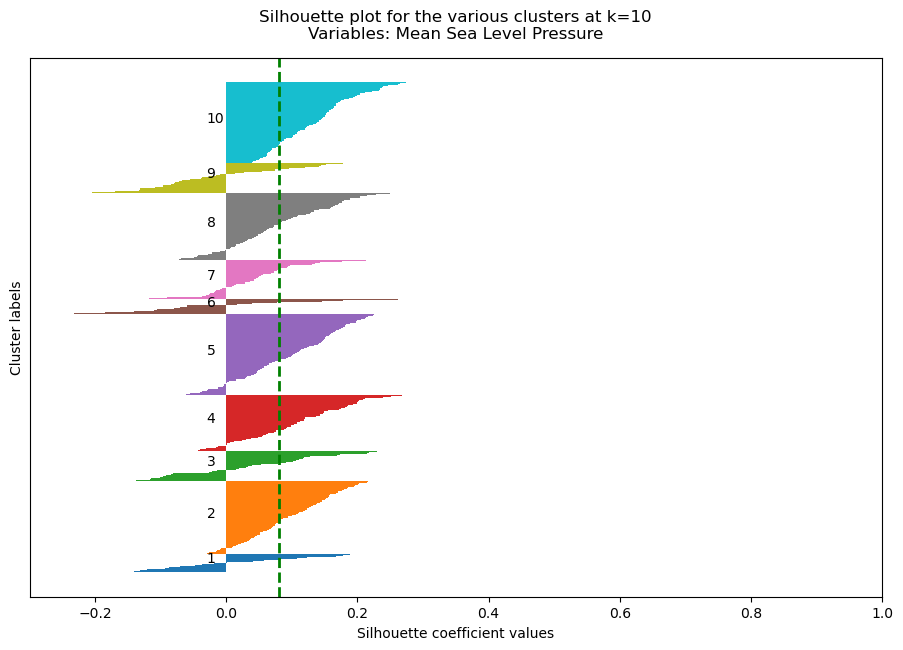 Silhouette plot for the various clusters at k=10
Variables: Mean Sea Level Pressure
10
9
8
7
6
5
4
3
2
1
Cluster labels
−0.2 0.0 0.2 0.4 0.6 0.8 1.0
Silhouette coefficient values